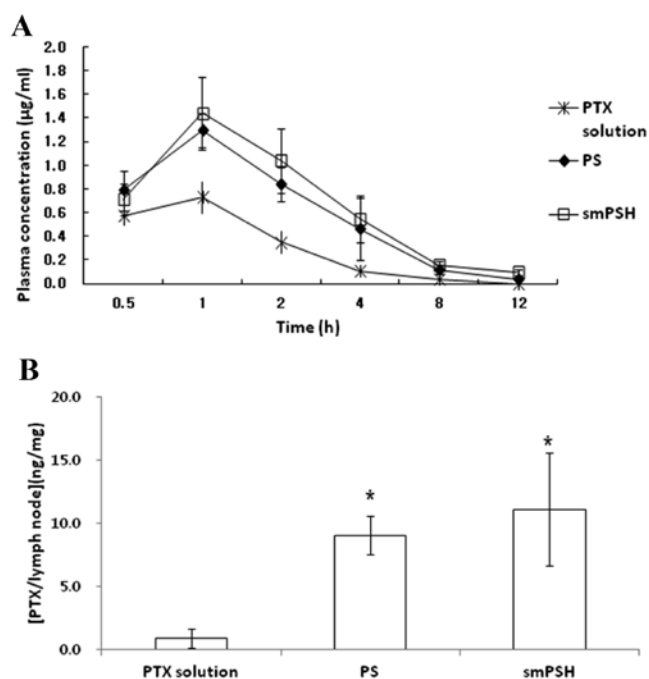 A
Plasma concentration (µg/ml)
2.0
1.8
1.6
1.4
1.2
1.0
0.8
0.6
0.4
0.2
0.0
0.5 1 2 4 8 12
Time (h)
PTX
solution
PS
smPSH
B
[PTX/lymph node](ng/mg)
20.0
15.0
10.0
5.0
0.0
* *
PTX solution PS smPSH